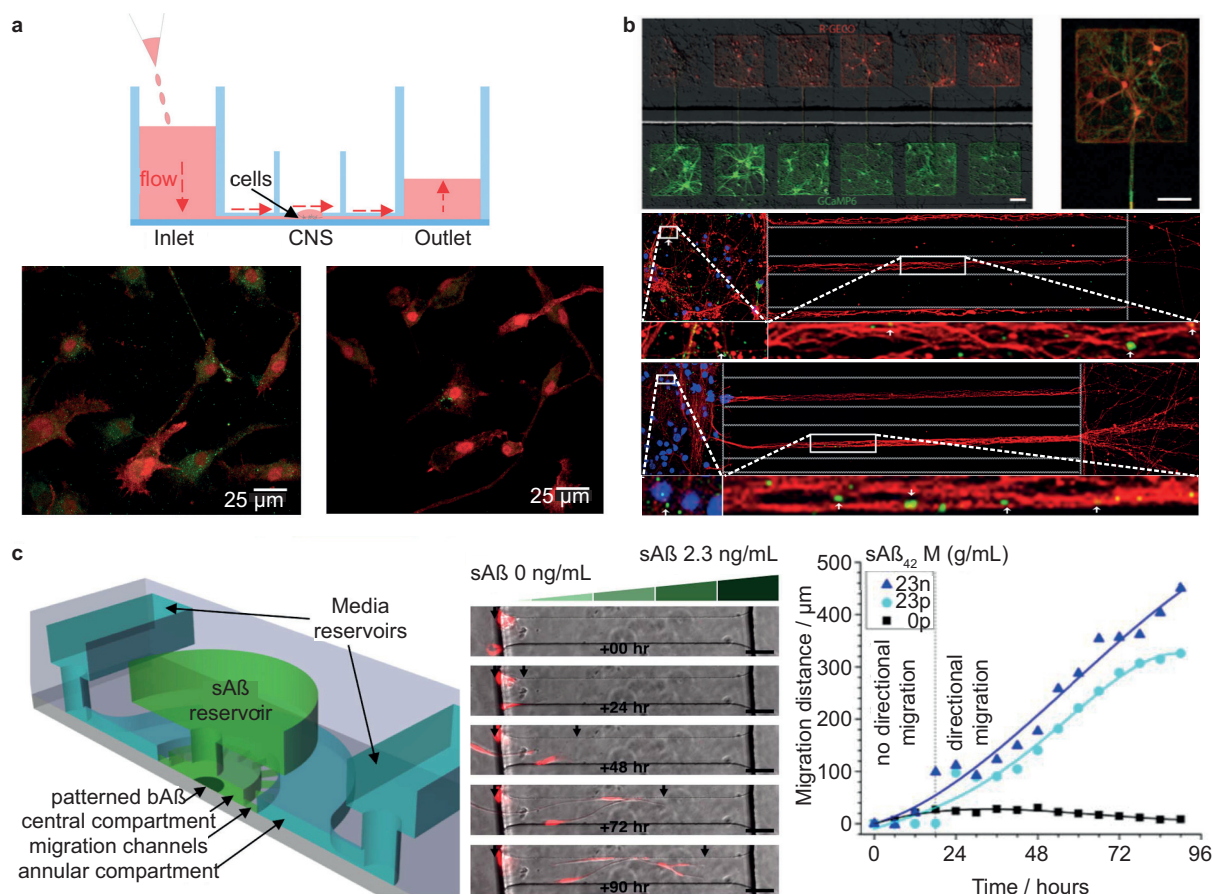 a
flow
cells
Inlet
CNS
Outlet
25 µm
25 µm
b
R-GECO
GCaMP6
c
Media
reservoirs
sAß
reservoir
patterned bAß
central compartment
migration channels
annular compartment
sAß 0 ng/mL
sAß 2.3 ng/mL
+00 hr
+24 hr
+48 hr
+72 hr
+90 hr
sAß₄₂ M (g/mL)
23n
23p
0p
no directional
migration
directional
migration
Migration distance / µm
500
400
300
200
100
0
0
24
48
72
96
Time / hours